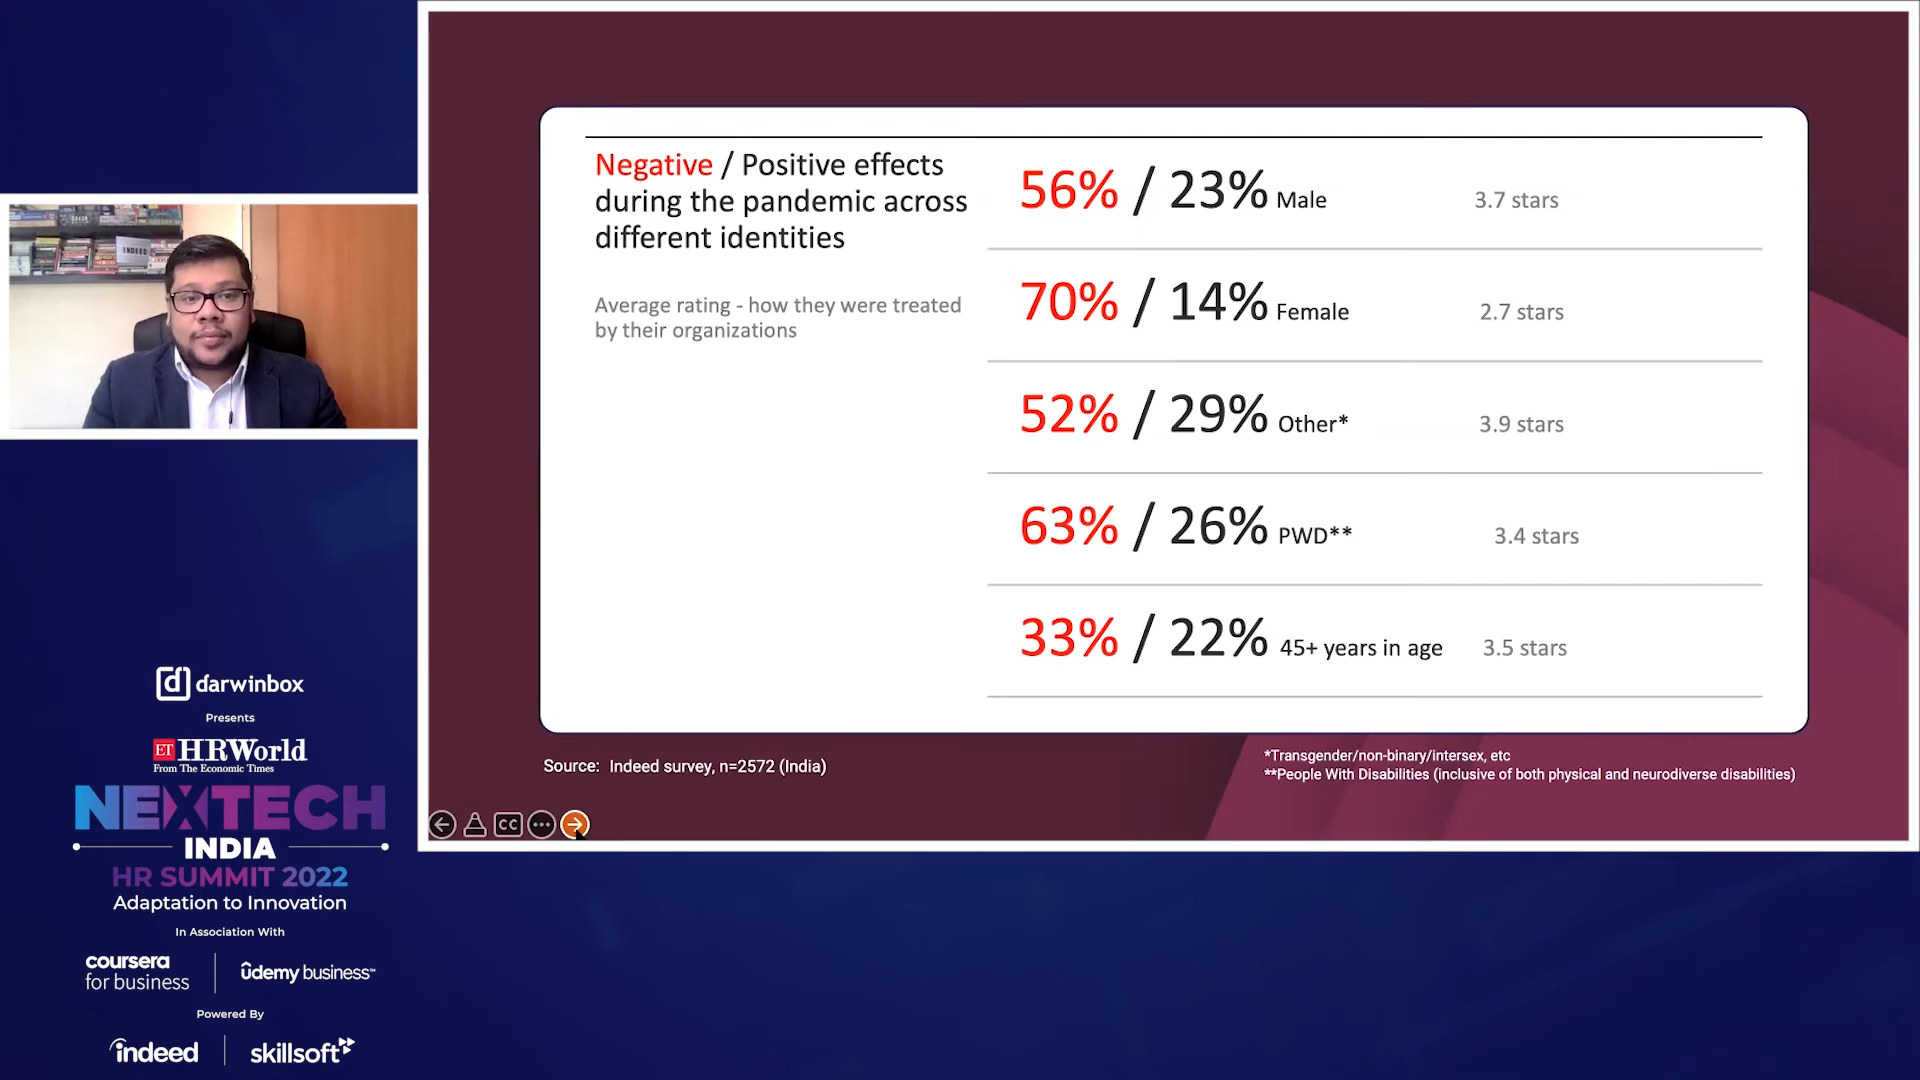 Negative / Positive effects
during the pandemic across
different identities
Average rating - how they were treated
by their organizations
56% / 23% Male 3.7 stars
70% / 14% Female 2.7 stars
52% / 29% Other* 3.9 stars
63% / 26% PWD** 3.4 stars
33% / 22% 45+ years in age 3.5 stars
Source: Indeed survey, n=2572 (India)
*Transgender/non-binary/intersex, etc
**People With Disabilities (inclusive of both physical and neurodiverse disabilities)
CC
INDEED
d darwinbox
Presents
ET HRWorld
From The Economic Times
NEXTECH
INDIA
HR SUMMIT 2022
Adaptation to Innovation
In Association With
coursera
for business
ûdemy business
Powered By
indeed
skillsoft